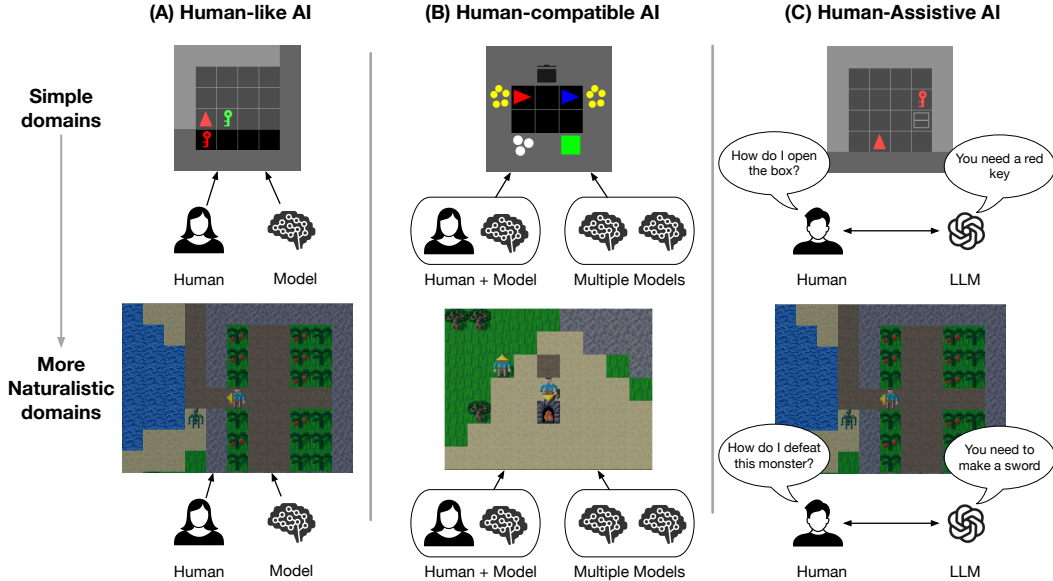 (A) Human-like AI
(B) Human-compatible AI
(C) Human-Assistive AI
Simple
domains
How do I open
the box?
You need a red
key
Human
Model
Human + Model
Multiple Models
Human
LLM
More
Naturalistic
domains
How do I defeat
this monster?
You need to
make a sword
Human
Model
Human + Model
Multiple Models
Human
LLM